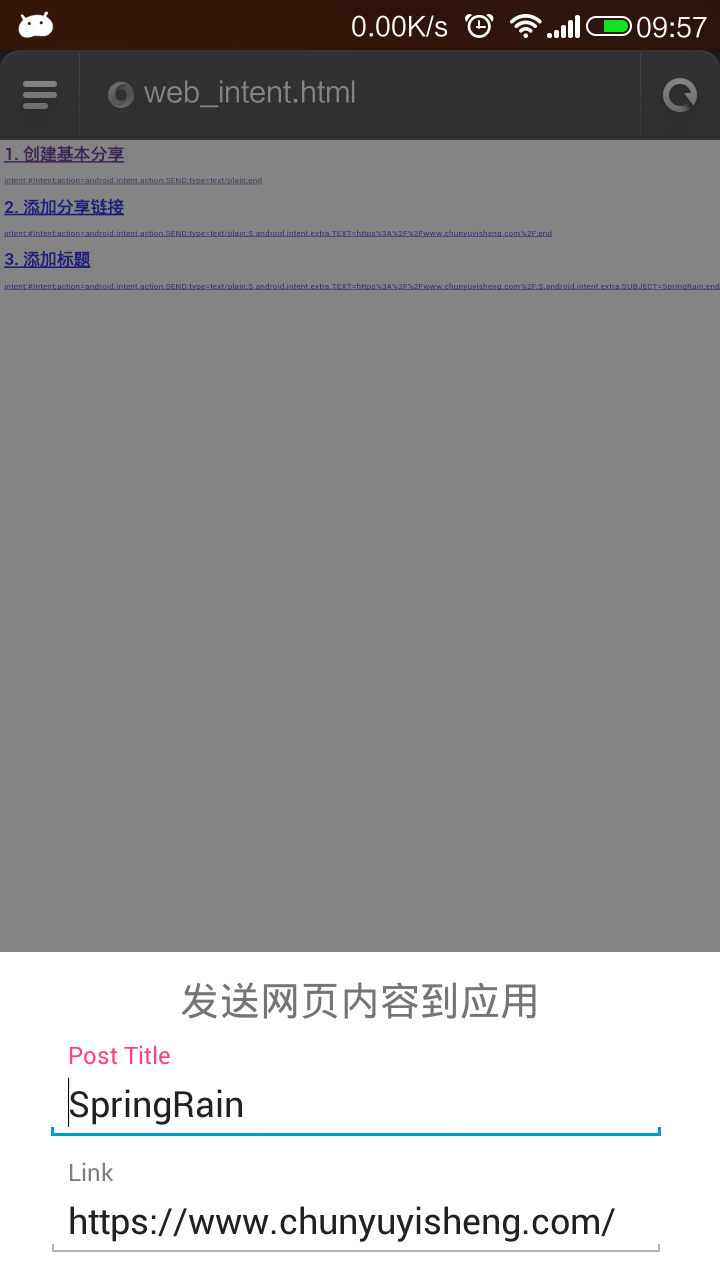 0.00K/s 09:57
web_intent.html
1. 创建基本分享
intent:#Intent;action=android.intent.action.SEND;type=text/plain;end
2. 添加分享链接
intent:#Intent;action=android.intent.action.SEND;type=text/plain;S.android.intent.extra.TEXT=https%3A%2F%2Fwww.chunyuyisheng.com%2F;end
3. 添加标题
intent:#Intent;action=android.intent.action.SEND;type=text/plain;S.android.intent.extra.TEXT=https%3A%2F%2Fwww.chunyuyisheng.com%2F;S.android.intent.extra.SUBJECT=SpringRain;end
发送网页内容到应用
Post Title
SpringRain
Link
https://www.chunyuyisheng.com/